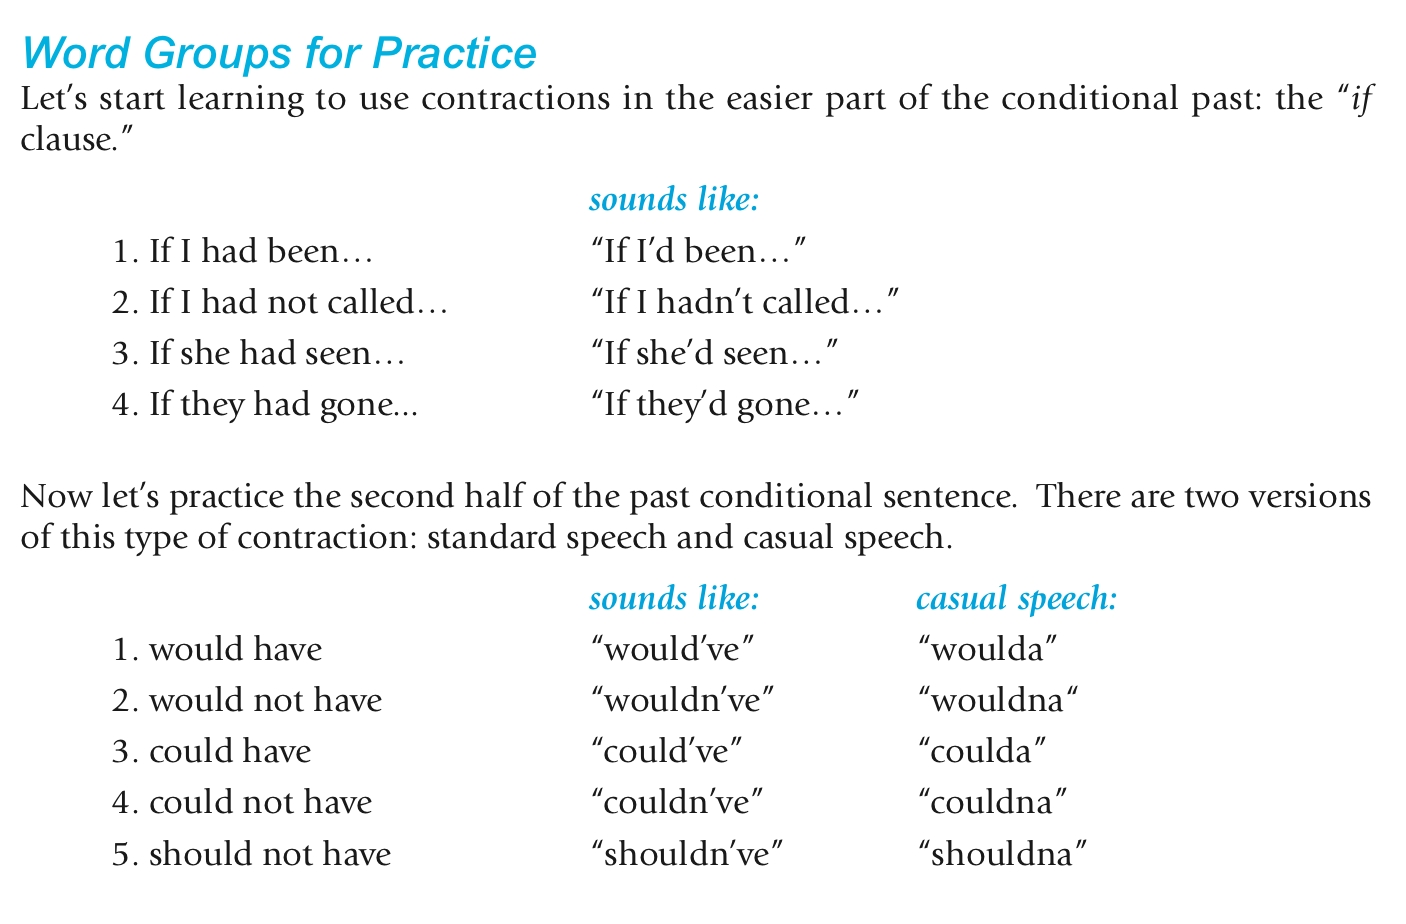 Word Groups for Practice
Let’s start learning to use contractions in the easier part of the conditional past: the “if
clause.”
sounds like:
1. If I had been… “If I’d been…”
2. If I had not called… “If I hadn’t called…”
3. If she had seen… “If she’d seen…”
4. If they had gone... “If they’d gone…”
Now let’s practice the second half of the past conditional sentence. There are two versions
of this type of contraction: standard speech and casual speech.
sounds like: casual speech:
1. would have “would’ve” “woulda”
2. would not have “wouldn’ve” “wouldna“
3. could have “could’ve” “coulda”
4. could not have “couldn’ve” “couldna”
5. should not have “shouldn’ve” “shouldna”